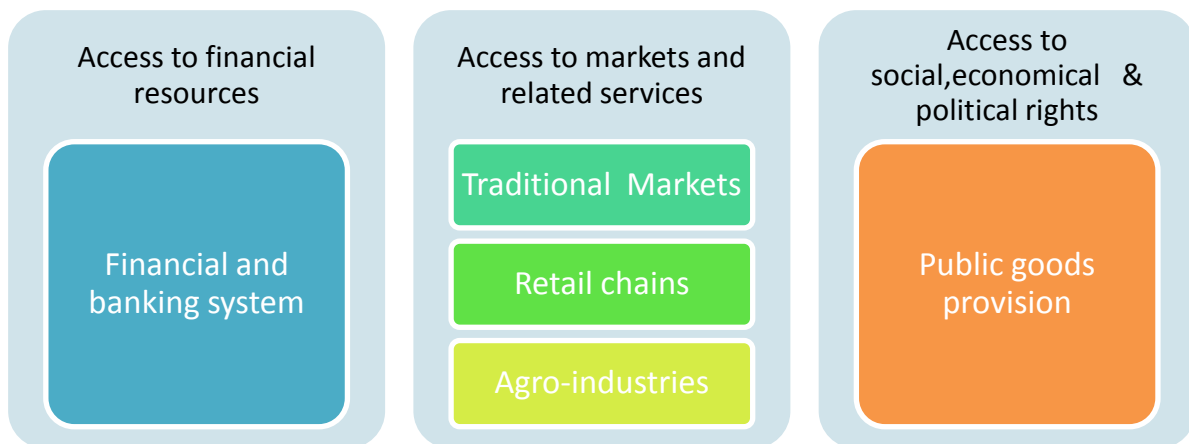 Access to financial
resources
Financial and
banking system
Access to markets and
related services
Traditional Markets
Retail chains
Agro-industries
Access to
social,economical &
political rights
Public goods
provision